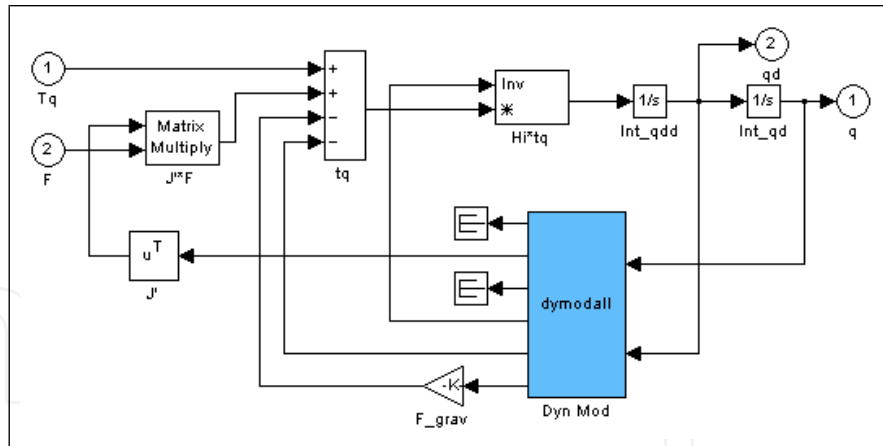 1
Tq
2
F
Matrix
Multiply
J'*F
+
+
−
−
tq
Inv
*
Hi*tq
1/s
Int_qdd
2
qd
1/s
Int_qd
1
q
u^T
J'
dymodall
Dyn Mod
-K
F_grav